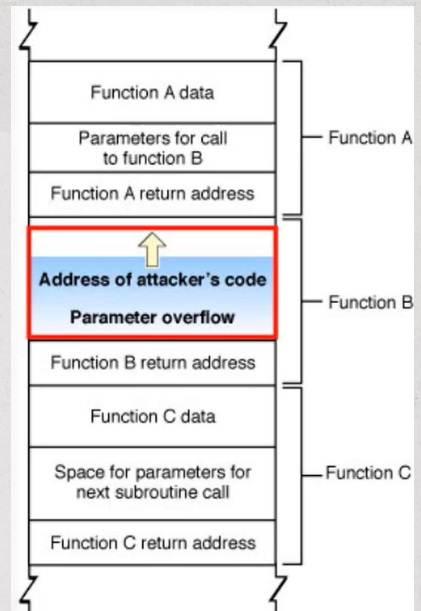 Function A data
Parameters for call
to function B
Function A
Function A return address
Address of attacker's code
Parameter overflow
Function B
Function B return address
Function C data
Space for parameters for
next subroutine call
Function C
Function C return address